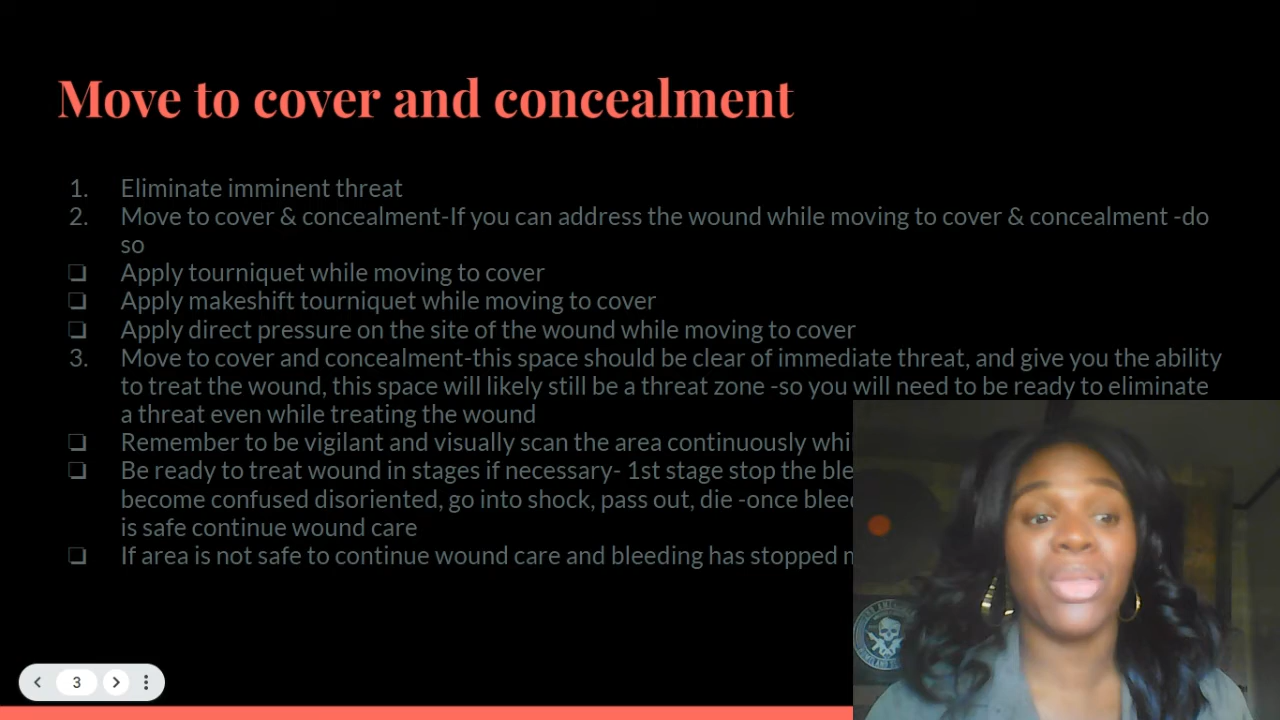 Move to cover and concealment
1. Eliminate imminent threat
2. Move to cover & concealment-If you can address the wound while moving to cover & concealment -do
so
❏ Apply tourniquet while moving to cover
❏ Apply makeshift tourniquet while moving to cover
❏ Apply direct pressure on the site of the wound while moving to cover
3. Move to cover and concealment-this space should be clear of immediate threat, and give you the ability
to treat the wound, this space will likely still be a threat zone -so you will need to be ready to eliminate
a threat even while treating the wound
❏ Remember to be vigilant and visually scan the area continuously
❏ Be ready to treat wound in stages if necessary- 1st stage stop the
become confused disoriented, go into shock, pass out, die -once
is safe continue wound care
❏ If area is not safe to continue wound care and bleeding has stopped
3